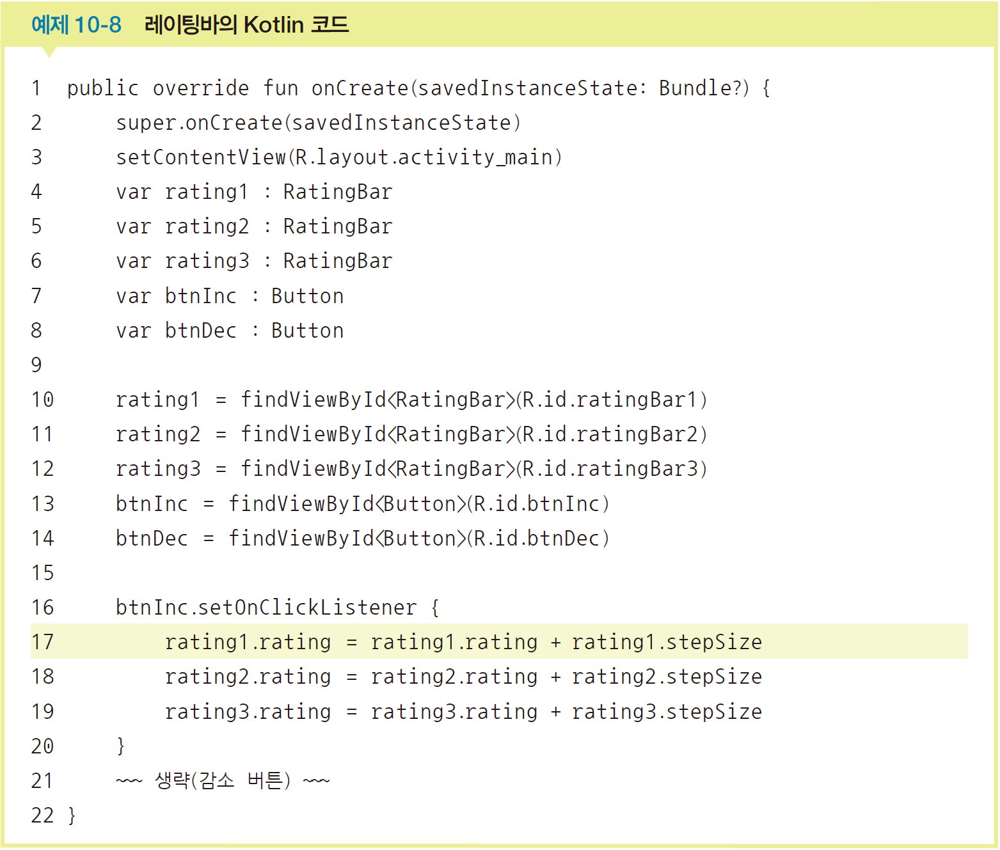 예제 10-8 레이팅바의 Kotlin 코드
1 public override fun onCreate(savedInstanceState: Bundle?) {
2     super.onCreate(savedInstanceState)
3     setContentView(R.layout.activity_main)
4     var rating1 : RatingBar
5     var rating2 : RatingBar
6     var rating3 : RatingBar
7     var btnInc : Button
8     var btnDec : Button
9
10     rating1 = findViewById<RatingBar>(R.id.ratingBar1)
11     rating2 = findViewById<RatingBar>(R.id.ratingBar2)
12     rating3 = findViewById<RatingBar>(R.id.ratingBar3)
13     btnInc = findViewById<Button>(R.id.btnInc)
14     btnDec = findViewById<Button>(R.id.btnDec)
15
16     btnInc.setOnClickListener {
17         rating1.rating = rating1.rating + rating1.stepSize
18         rating2.rating = rating2.rating + rating2.stepSize
19         rating3.rating = rating3.rating + rating3.stepSize
20     }
21     ~~~ 생략(감소 버튼) ~~~
22 }